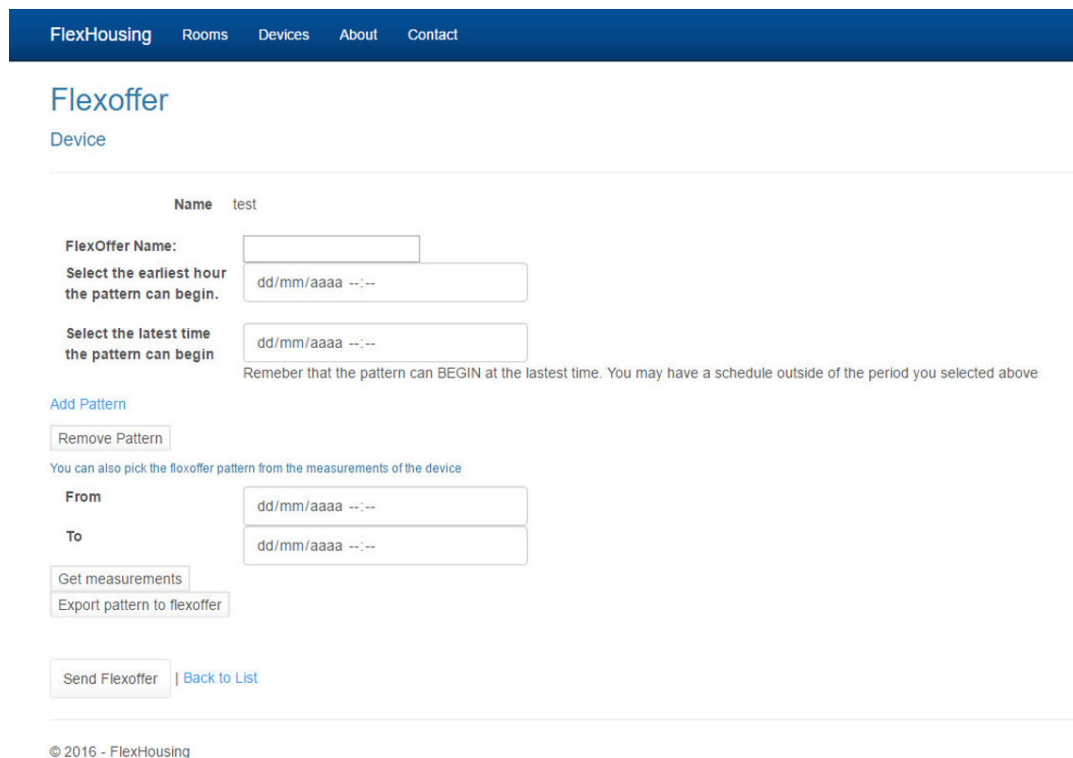 FlexHousing Rooms Devices About Contact
Flexoffer
Device
Name test
FlexOffer Name:
Select the earliest hour
the pattern can begin.
dd/mm/aaaa --:--
Select the latest time
the pattern can begin
dd/mm/aaaa --:--
Remeber that the pattern can BEGIN at the lastest time. You may have a schedule outside of the period you selected above
Add Pattern
Remove Pattern
You can also pick the floxoffer pattern from the measurements of the device
From dd/mm/aaaa --:--
To dd/mm/aaaa --:--
Get measurements
Export pattern to flexoffer
Send Flexoffer | Back to List
© 2016 - FlexHousing